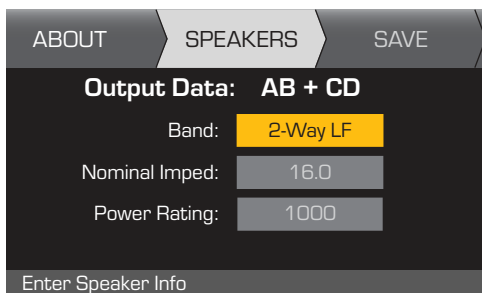 ABOUT SPEAKERS SAVE
Output Data: AB + CD
Band: 2-Way LF
Nominal Imped: 16.0
Power Rating: 1000
Enter Speaker Info